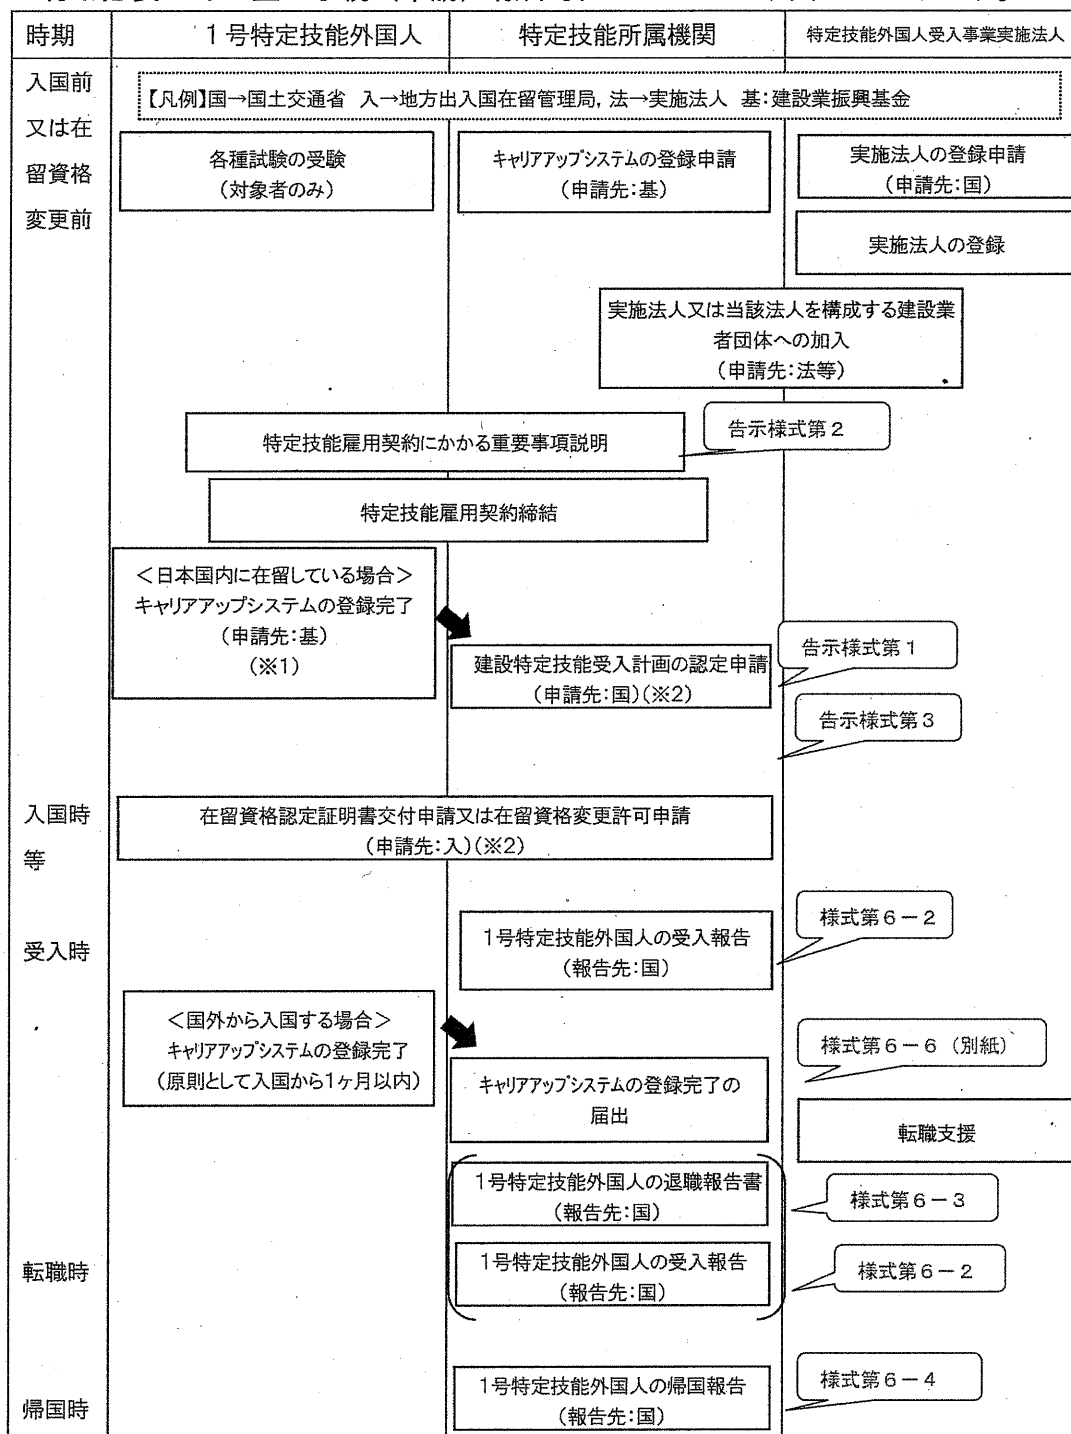 時期
1号特定技能外国人
特定技能所属機関
特定技能外国人受入事業実施法人
入国前
又は在
留資格
変更前
【凡例】国→国土交通省 入→地方出入国在留管理局, 法→実施法人 基:建設業振興基金
各種試験の受験
(対象者のみ)
キャリアアップシステムの登録申請
(申請先:基)
実施法人の登録申請
(申請先:国)
実施法人の登録
実施法人又は当該法人を構成する建設業
者団体への加入
(申請先:法等)
特定技能雇用契約にかかる重要事項説明
告示様式第2
特定技能雇用契約締結
<日本国内に在留している場合>
キャリアアップシステムの登録完了
(申請先:基)
(※1)
建設特定技能受入計画の認定申請
(申請先:国)(※2)
告示様式第1
告示様式第3
入国時
等
在留資格認定証明書交付申請又は在留資格変更許可申請
(申請先:入)(※2)
受入時
1号特定技能外国人の受入報告
(報告先:国)
様式第6-2
<国外から入国する場合>
キャリアアップシステムの登録完了
(原則として入国から1ヶ月以内)
キャリアアップシステムの登録完了の
届出
様式第6-6 (別紙)
転職支援
転職時
1号特定技能外国人の退職報告書
(報告先:国)
様式第6-3
1号特定技能外国人の受入報告
(報告先:国)
様式第6-2
帰国時
1号特定技能外国人の帰国報告
(報告先:国)
様式第6-4